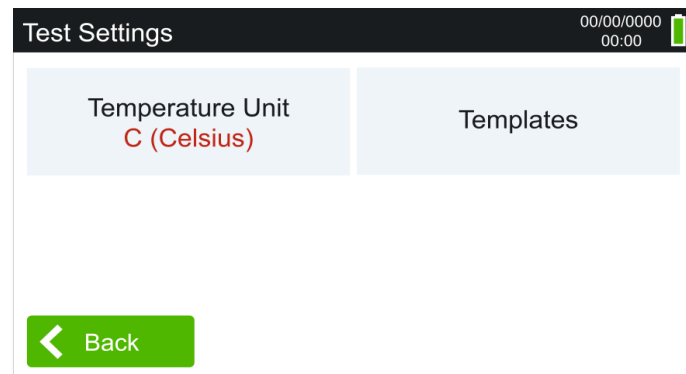 Test Settings
00/00/0000
00:00
Temperature Unit
C (Celsius)
Templates
Back